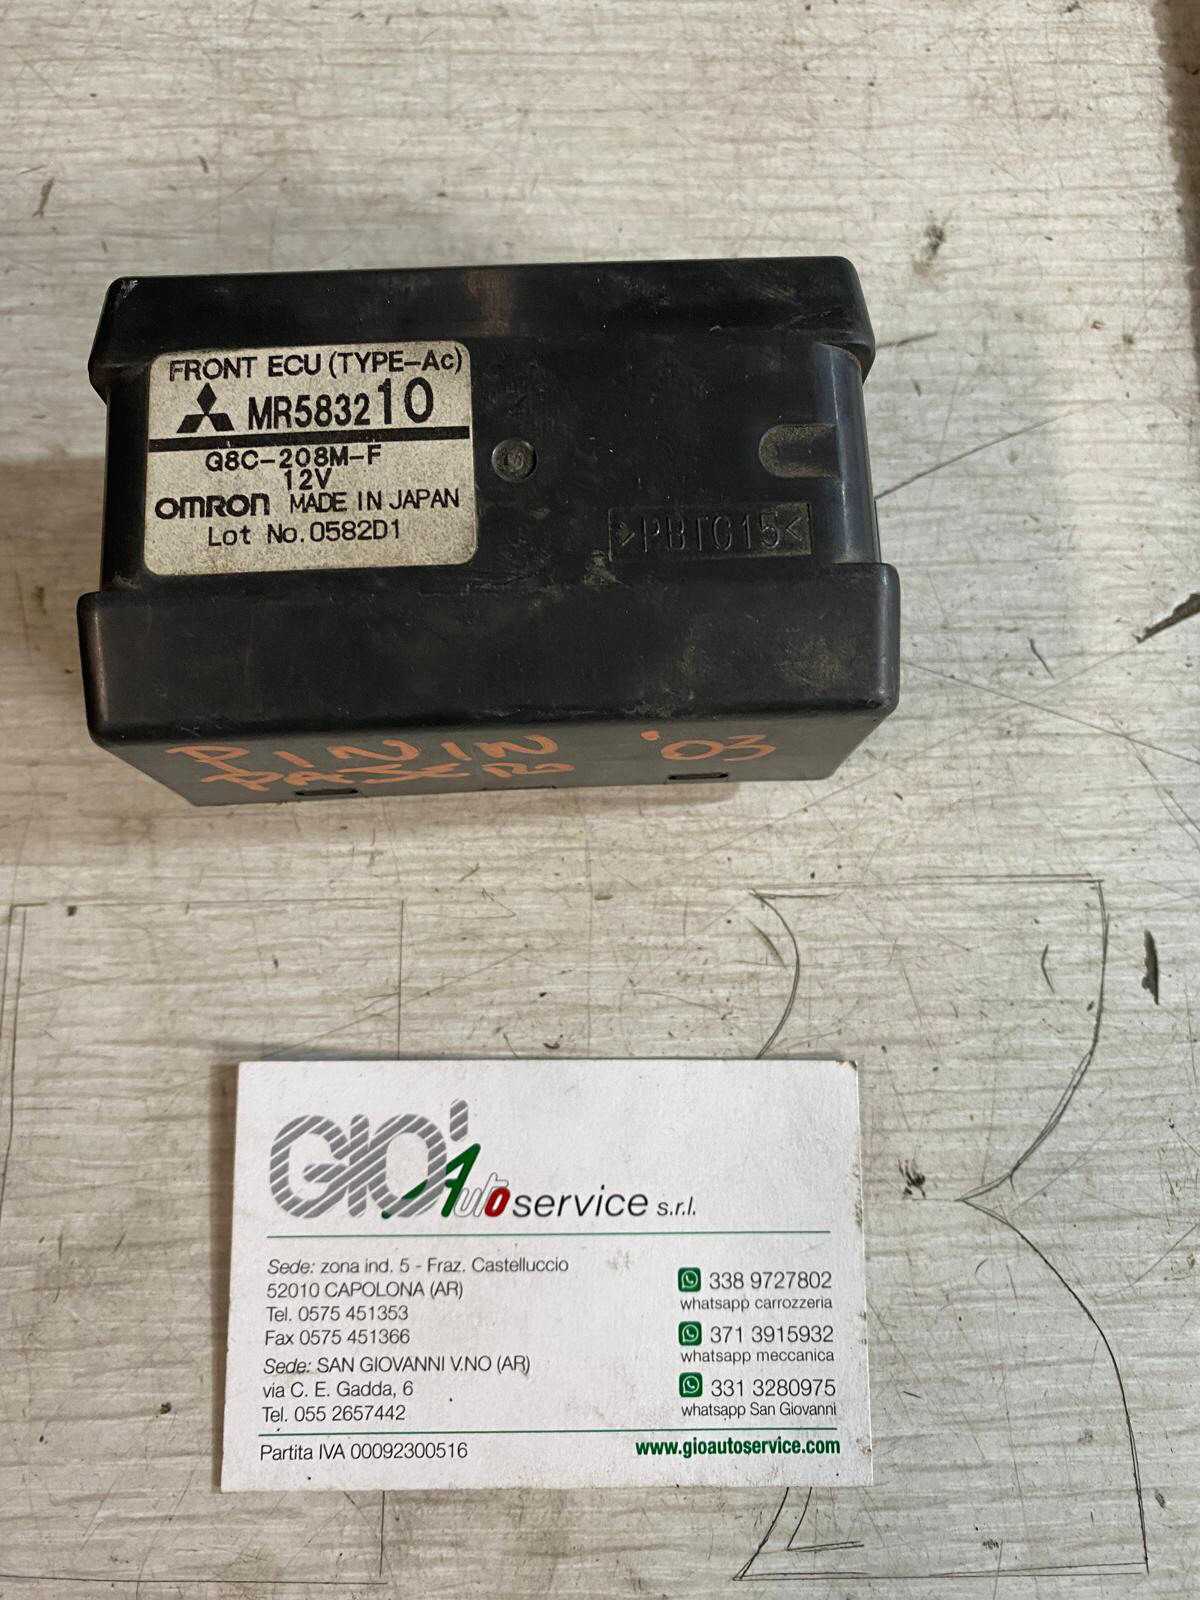 FRONT ECU (TYPE-Ac)
MR583210
G8C-208M-F
12V
OMRON MADE IN JAPAN
Lot No.0582D1
>PBTG15<
PININ '03
GIO' Auto service s.r.l.
Sede: zona ind. 5 - Fraz. Castelluccio
52010 CAPOLONA (AR)
Tel. 0575 451353
Fax 0575 451366
Sede: SAN GIOVANNI V.NO (AR)
via C. E. Gadda, 6
Tel. 055 2657442
338 9727802
whatsapp carrozzeria
371 3915932
whatsapp meccanica
331 3280975
whatsapp San Giovanni
Partita IVA 00092300516
www.gioautoservice.com